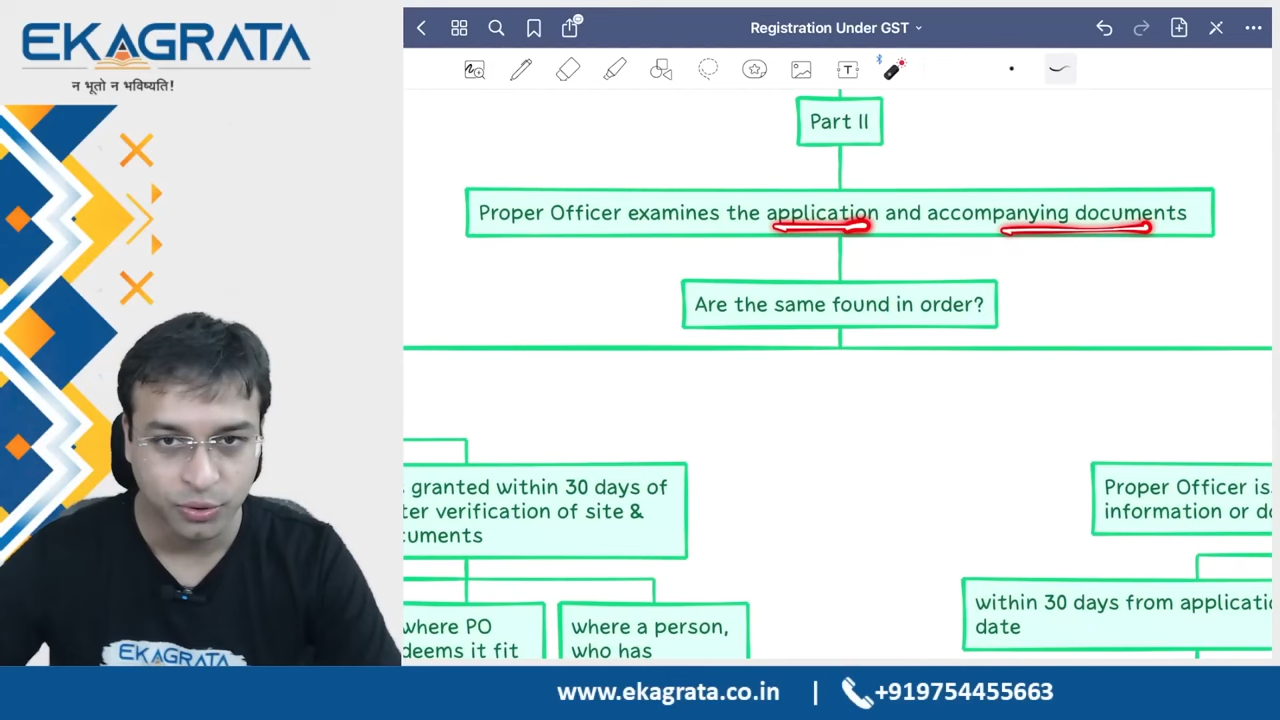 EKAGRATA
न भूतो न भविष्यति!
Registration Under GST
T
Part II
Proper Officer examines the application and accompanying documents
Are the same found in order?
granted within 30 days of
ter verification of site &
cuments
where PO
deems it fit
where a person,
who has
Proper Officer is
information or do
within 30 days from applicatio
date
EKAGRATA
www.ekagrata.co.in | +919754455663